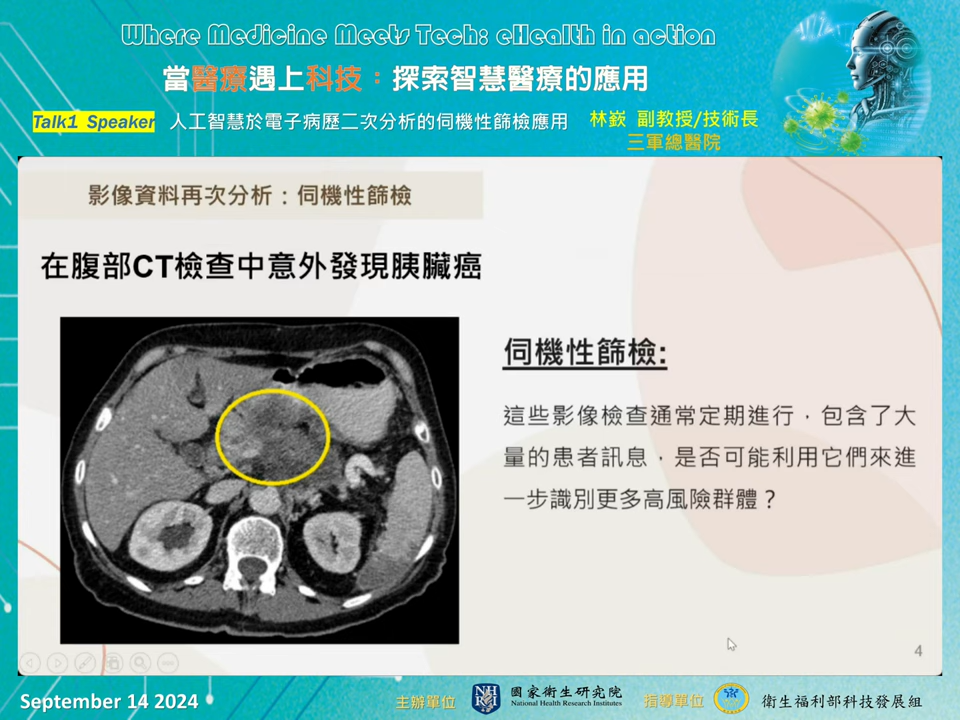 Where Medicine Meets Tech: eHealth in action
當醫療遇上科技：探索智慧醫療的應用
Talk1 Speaker 人工智慧於電子病歷二次分析的伺機性篩檢應用 林嶔 副教授/技術長
三軍總醫院
影像資料再次分析：伺機性篩檢
在腹部CT檢查中意外發現胰臟癌
伺機性篩檢:
這些影像檢查通常定期進行，包含了大
量的患者訊息，是否可能利用它們來進
一步識別更多高風險群體？
4
September 14 2024
主辦單位 NHRI 國家衛生研究院 指導單位 衛生福利部科技發展組
National Health Research Institutes